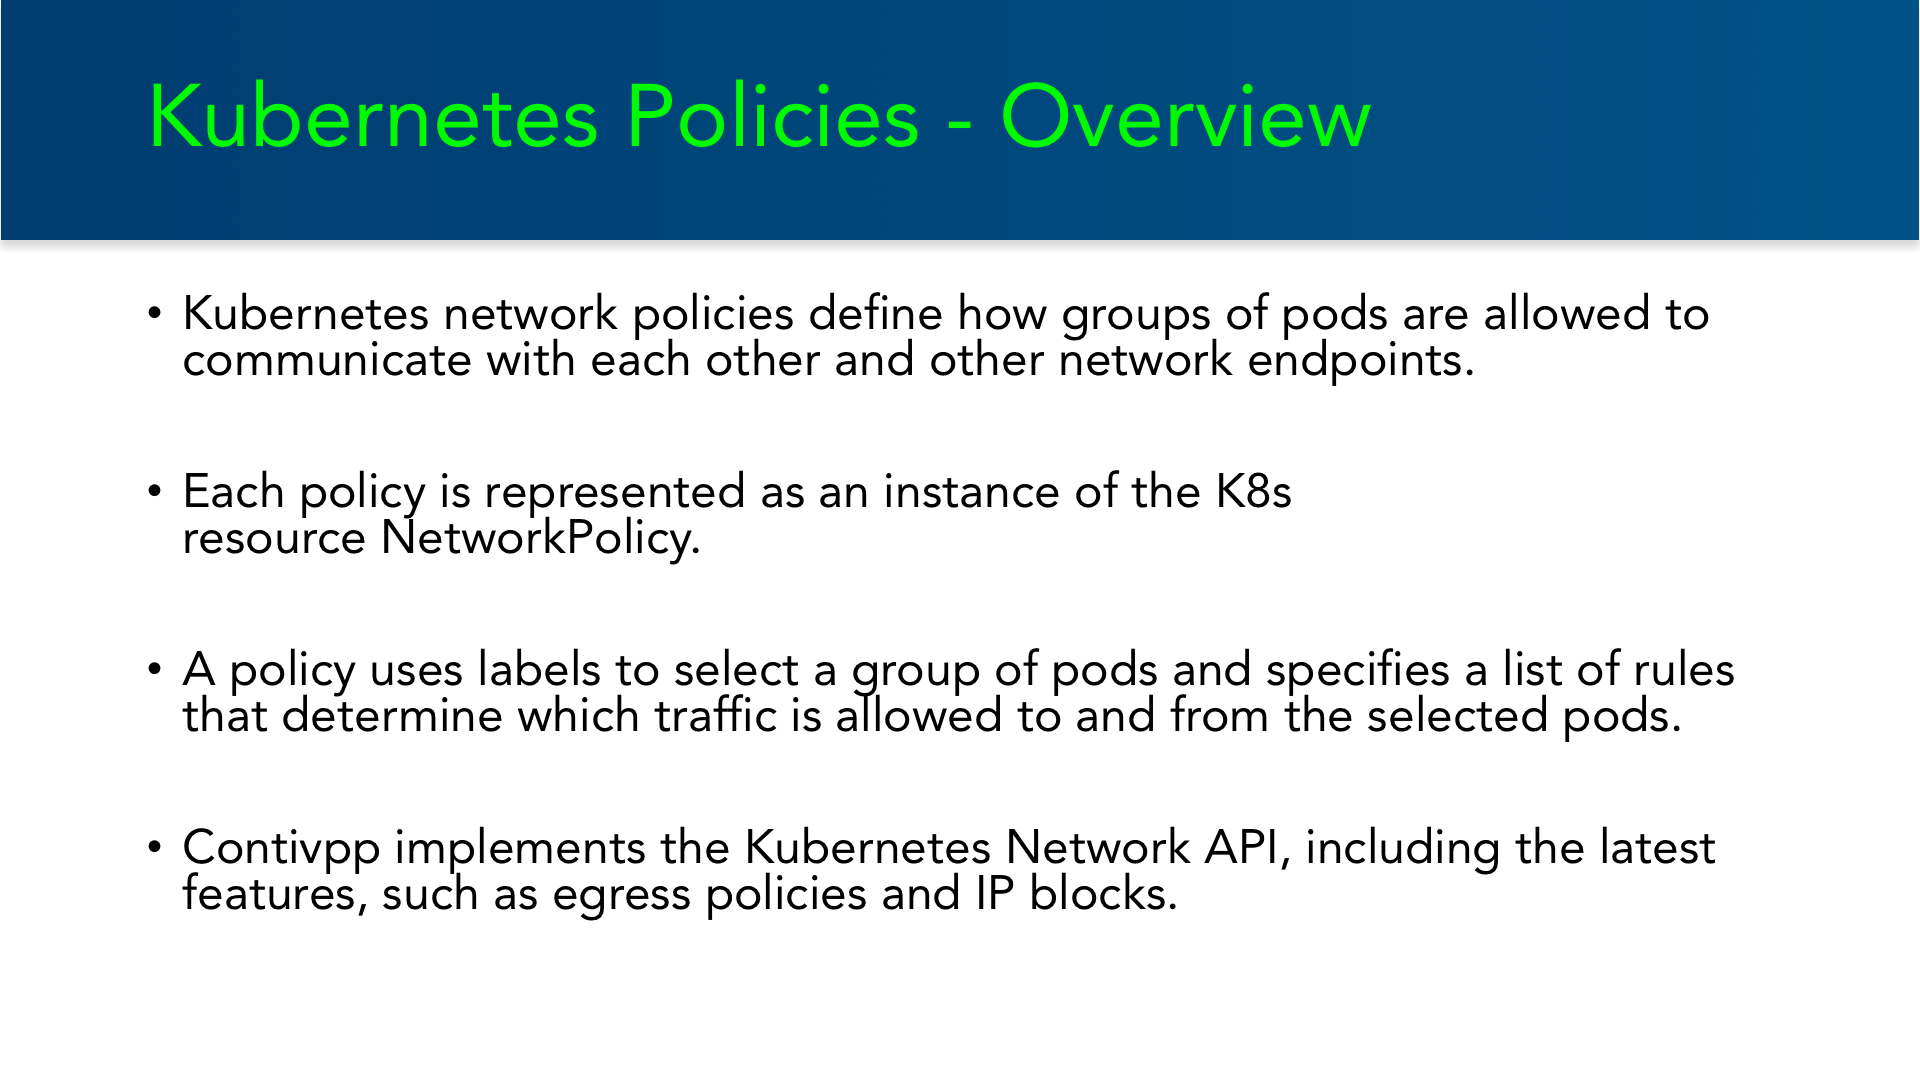 Kubernetes Policies - Overview
• Kubernetes network policies define how groups of pods are allowed to
communicate with each other and other network endpoints.
• Each policy is represented as an instance of the K8s
resource NetworkPolicy.
• A policy uses labels to select a group of pods and specifies a list of rules
that determine which traffic is allowed to and from the selected pods.
• Contivpp implements the Kubernetes Network API, including the latest
features, such as egress policies and IP blocks.